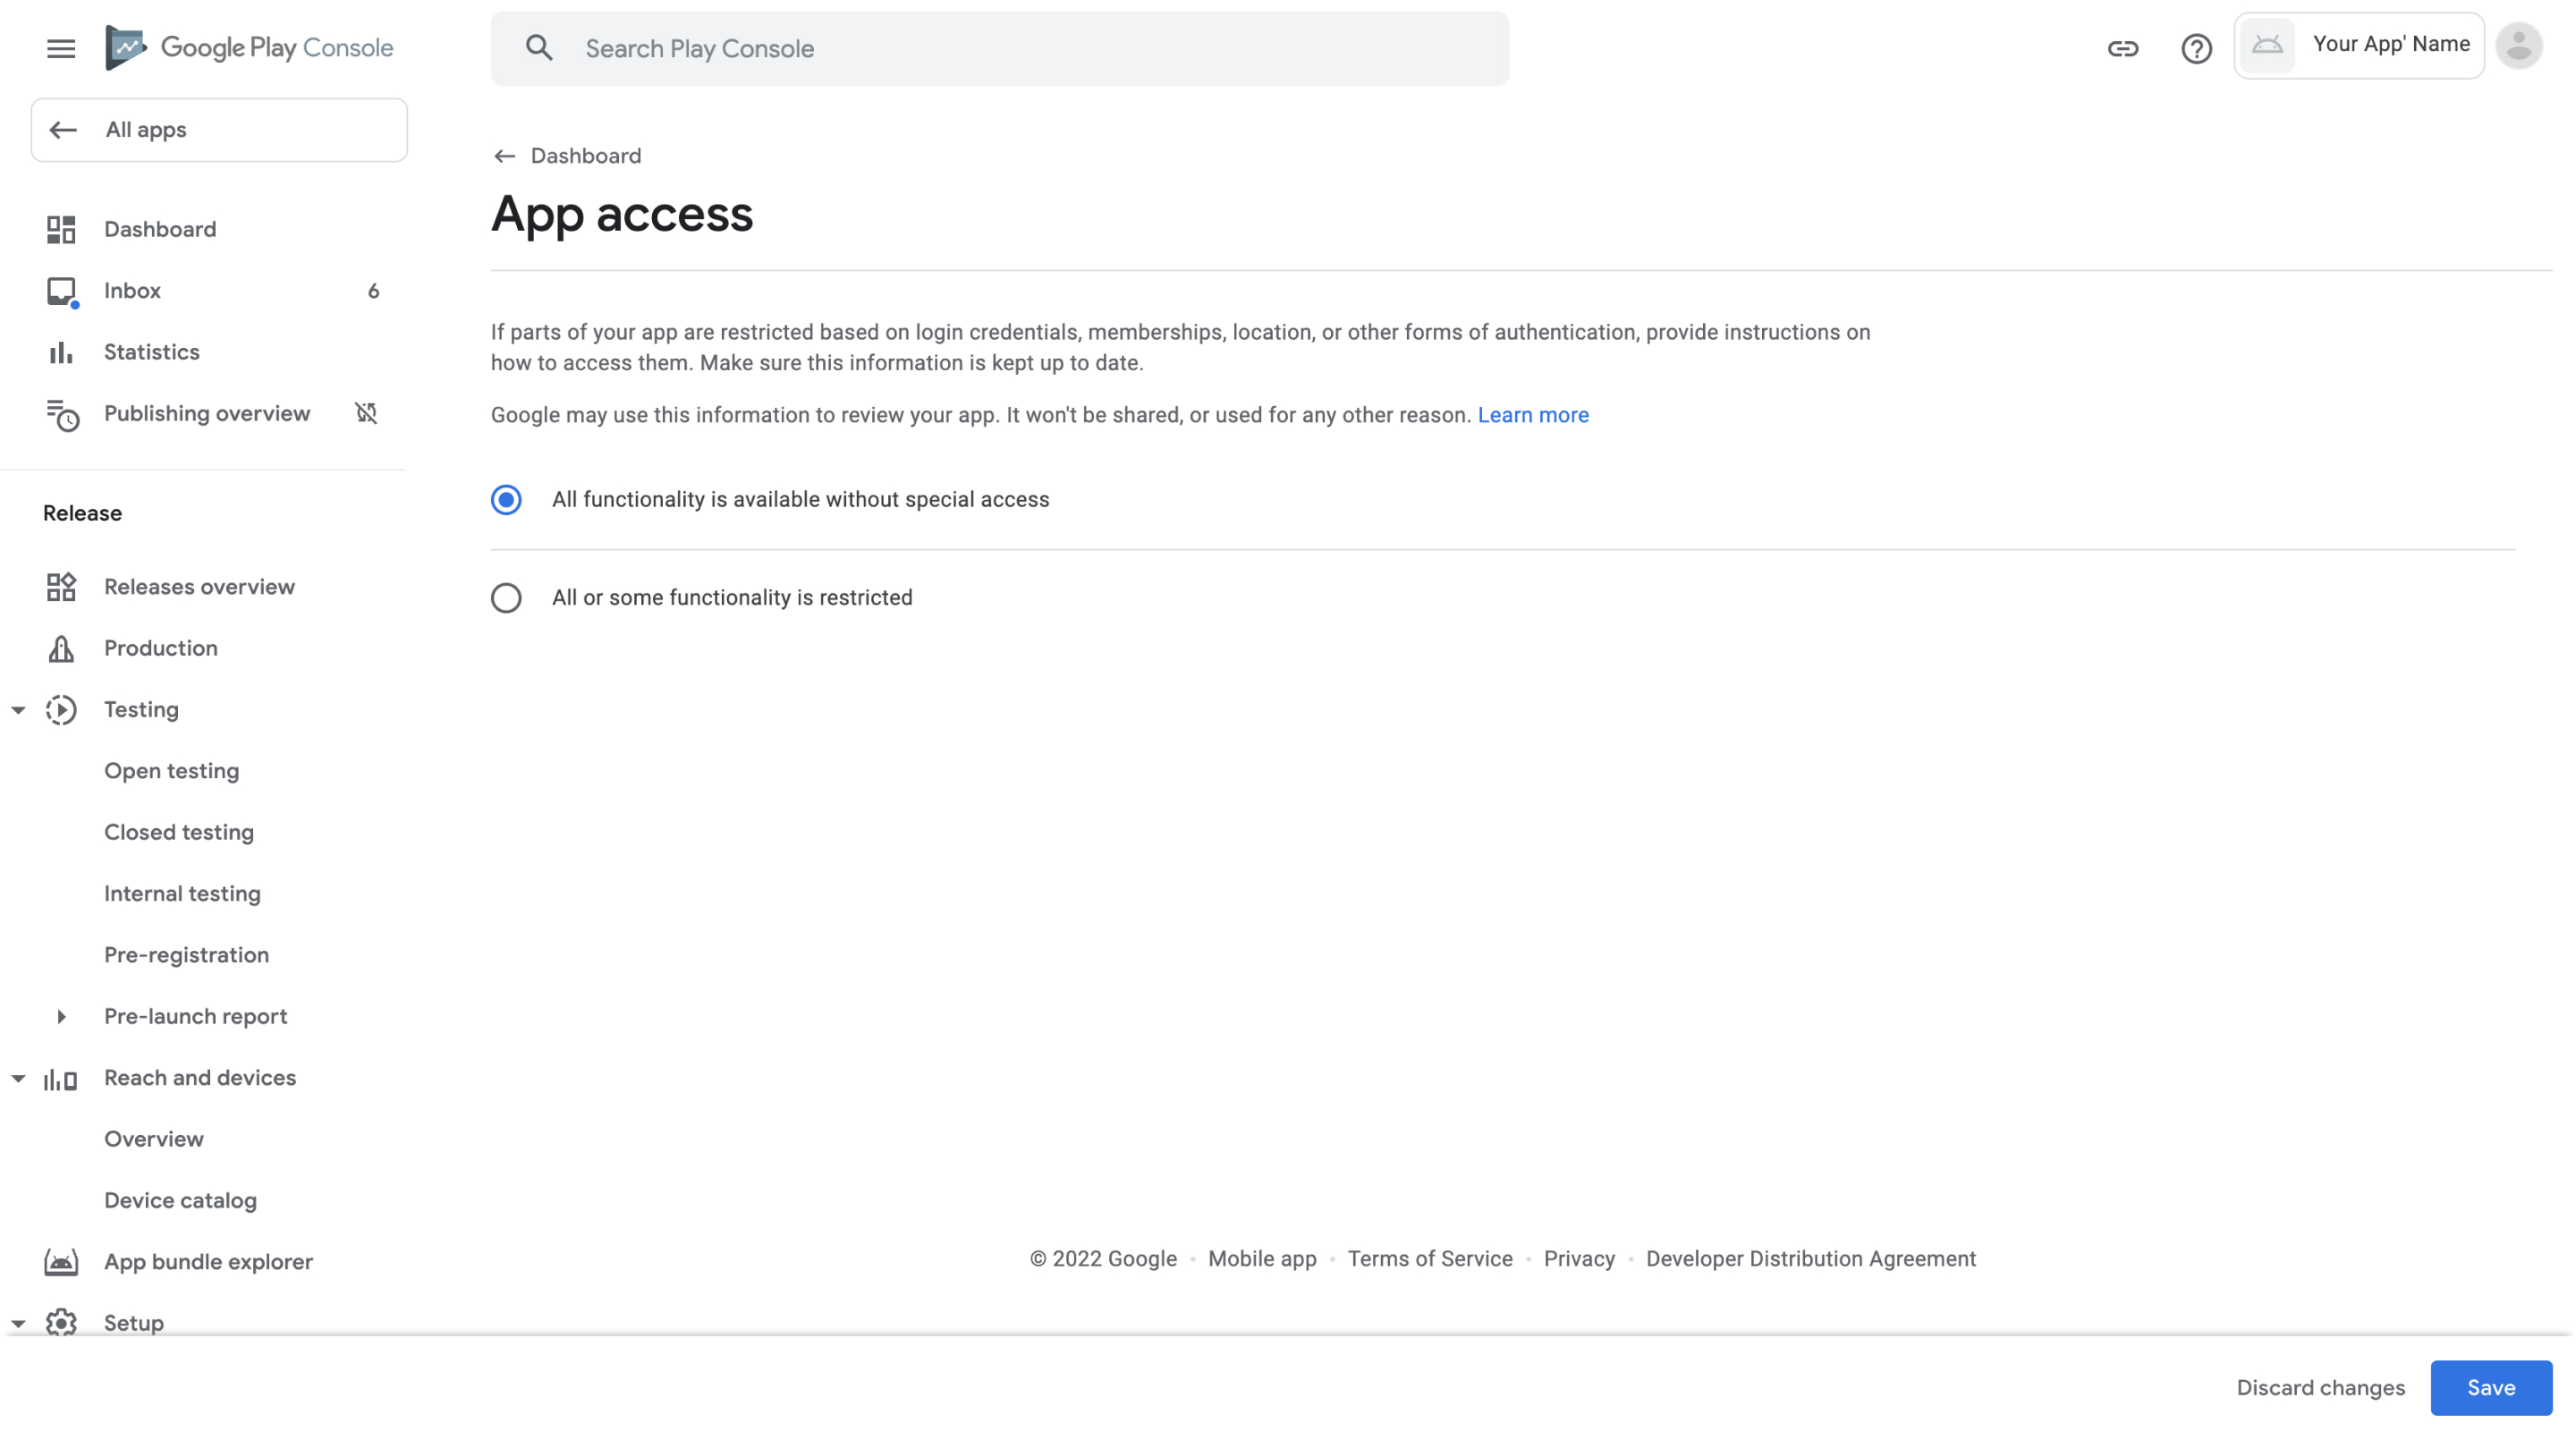 Google Play Console
Search Play Console
Your App' Name
All apps
Dashboard
Inbox 6
Statistics
Publishing overview
Release
Releases overview
Production
Testing
Open testing
Closed testing
Internal testing
Pre-registration
Pre-launch report
Reach and devices
Overview
Device catalog
App bundle explorer
Setup
Dashboard
App access
If parts of your app are restricted based on login credentials, memberships, location, or other forms of authentication, provide instructions on
how to access them. Make sure this information is kept up to date.
Google may use this information to review your app. It won't be shared, or used for any other reason. Learn more
All functionality is available without special access
All or some functionality is restricted
© 2022 Google • Mobile app • Terms of Service • Privacy • Developer Distribution Agreement
Discard changes Save